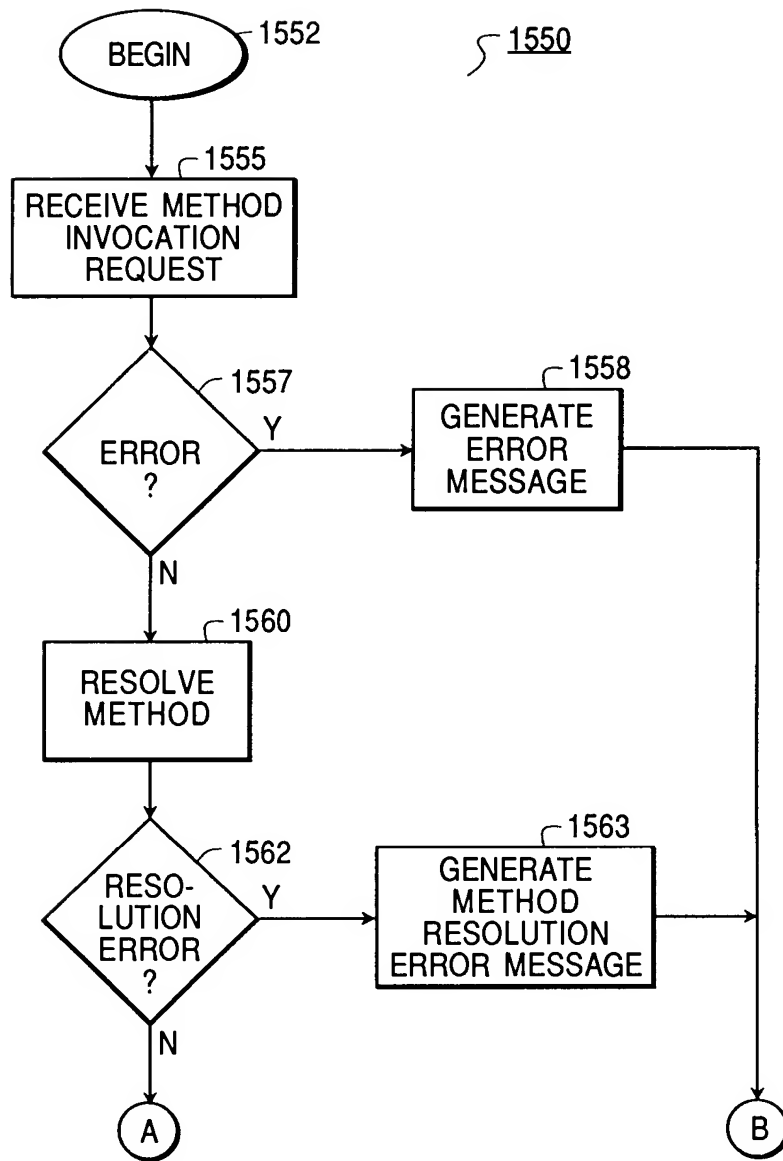 1552
BEGIN
1550
1555
RECEIVE METHOD
INVOCATION
REQUEST
1557
ERROR
?
Y
1558
GENERATE
ERROR
MESSAGE
N
1560
RESOLVE
METHOD
1562
RESO-
LUTION
ERROR
?
Y
1563
GENERATE
METHOD
RESOLUTION
ERROR MESSAGE
N
A
B